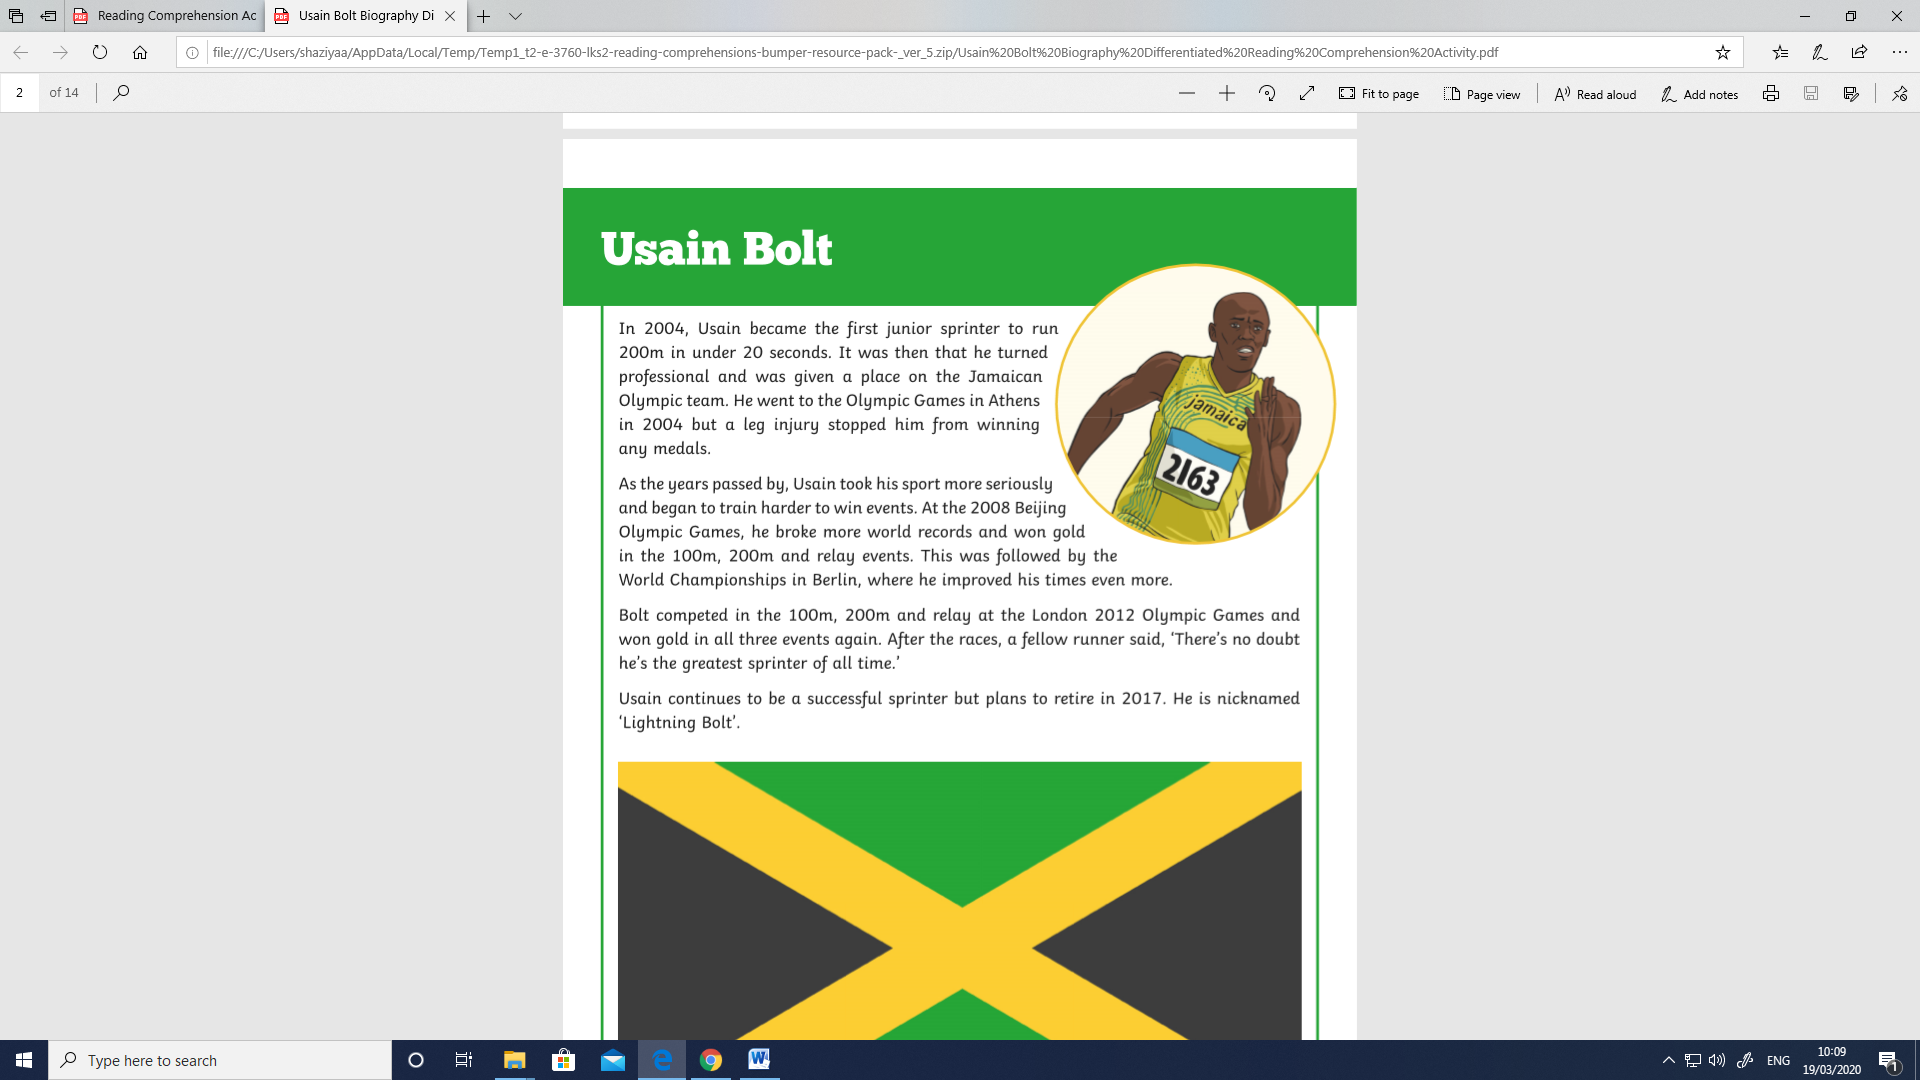 Reading Comprehension Ac
Usain Bolt Biography Di
file:///C:/Users/shaziyaa/AppData/Local/Temp/Temp1_t2-e-3760-lks2-reading-comprehensions-bumper-resource-pack-_ver_5.zip/Usain%20Bolt%20Biography%20Differentiated%20Reading%20Comprehension%20Activity.pdf
2 of 14
Fit to page
Page view
Read aloud
Add notes
Usain Bolt
In 2004, Usain became the first junior sprinter to run
200m in under 20 seconds. It was then that he turned
professional and was given a place on the Jamaican
Olympic team. He went to the Olympic Games in Athens
in 2004 but a leg injury stopped him from winning
any medals.
jamaica
2163
As the years passed by, Usain took his sport more seriously
and began to train harder to win events. At the 2008 Beijing
Olympic Games, he broke more world records and won gold
in the 100m, 200m and relay events. This was followed by the
World Championships in Berlin, where he improved his times even more.
Bolt competed in the 100m, 200m and relay at the London 2012 Olympic Games and
won gold in all three events again. After the races, a fellow runner said, ‘There’s no doubt
he’s the greatest sprinter of all time.’
Usain continues to be a successful sprinter but plans to retire in 2017. He is nicknamed
‘Lightning Bolt’.
Type here to search
ENG
10:09
19/03/2020
1